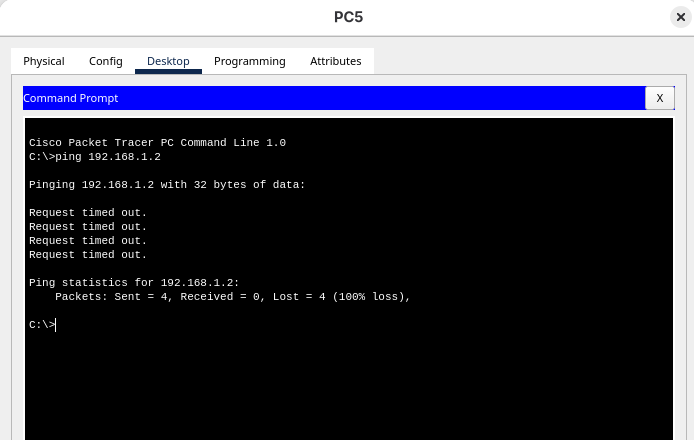 PC5
Physical Config Desktop Programming Attributes
Command Prompt X
Cisco Packet Tracer PC Command Line 1.0
C:\>ping 192.168.1.2
Pinging 192.168.1.2 with 32 bytes of data:
Request timed out.
Request timed out.
Request timed out.
Request timed out.
Ping statistics for 192.168.1.2:
    Packets: Sent = 4, Received = 0, Lost = 4 (100% loss),
C:\>